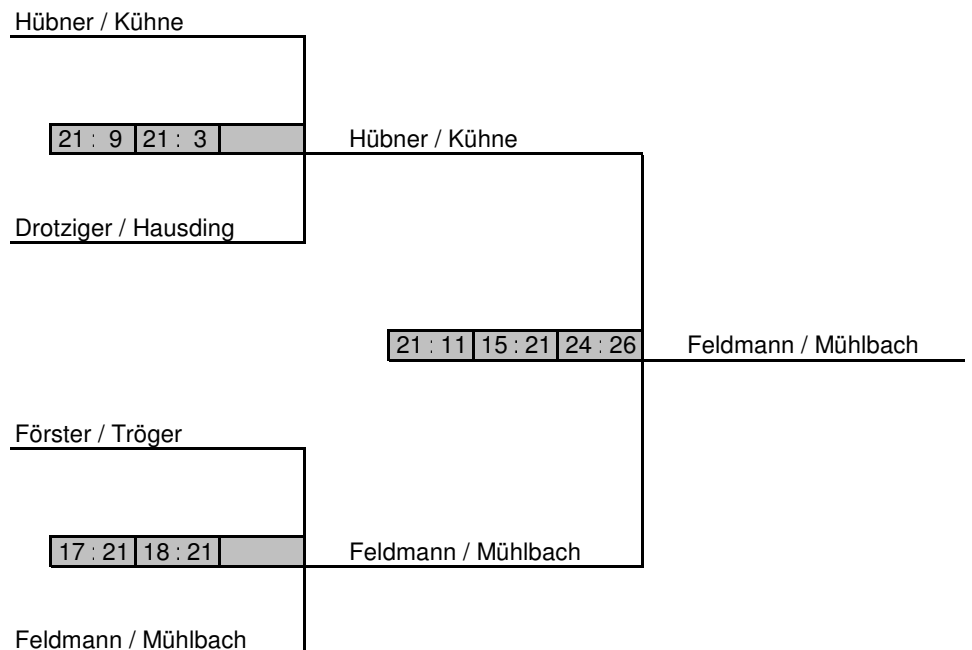 Hübner / Kühne
21 : 9 21 : 3
Hübner / Kühne
Drotziger / Hausding
21 : 11 15 : 21 24 : 26
Feldmann / Mühlbach
Förster / Tröger
17 : 21 18 : 21
Feldmann / Mühlbach
Feldmann / Mühlbach